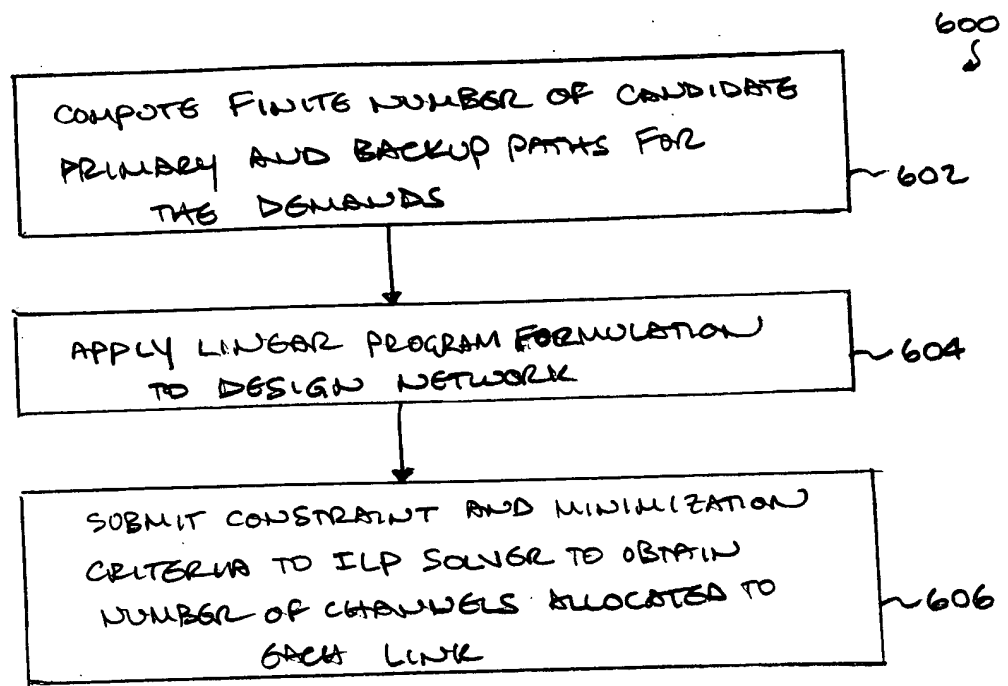 600
COMPUTE FINITE NUMBER OF CANDIDATE
PRIMARY AND BACKUP PATHS FOR
THE DEMANDS
602
APPLY LINEAR PROGRAM FORMULATION
TO DESIGN NETWORK
604
SUBMIT CONSTRAINT AND MINIMIZATION
CRITERIA TO ILP SOLVER TO OBTAIN
NUMBER OF CHANNELS ALLOCATED TO
EACH LINK
606